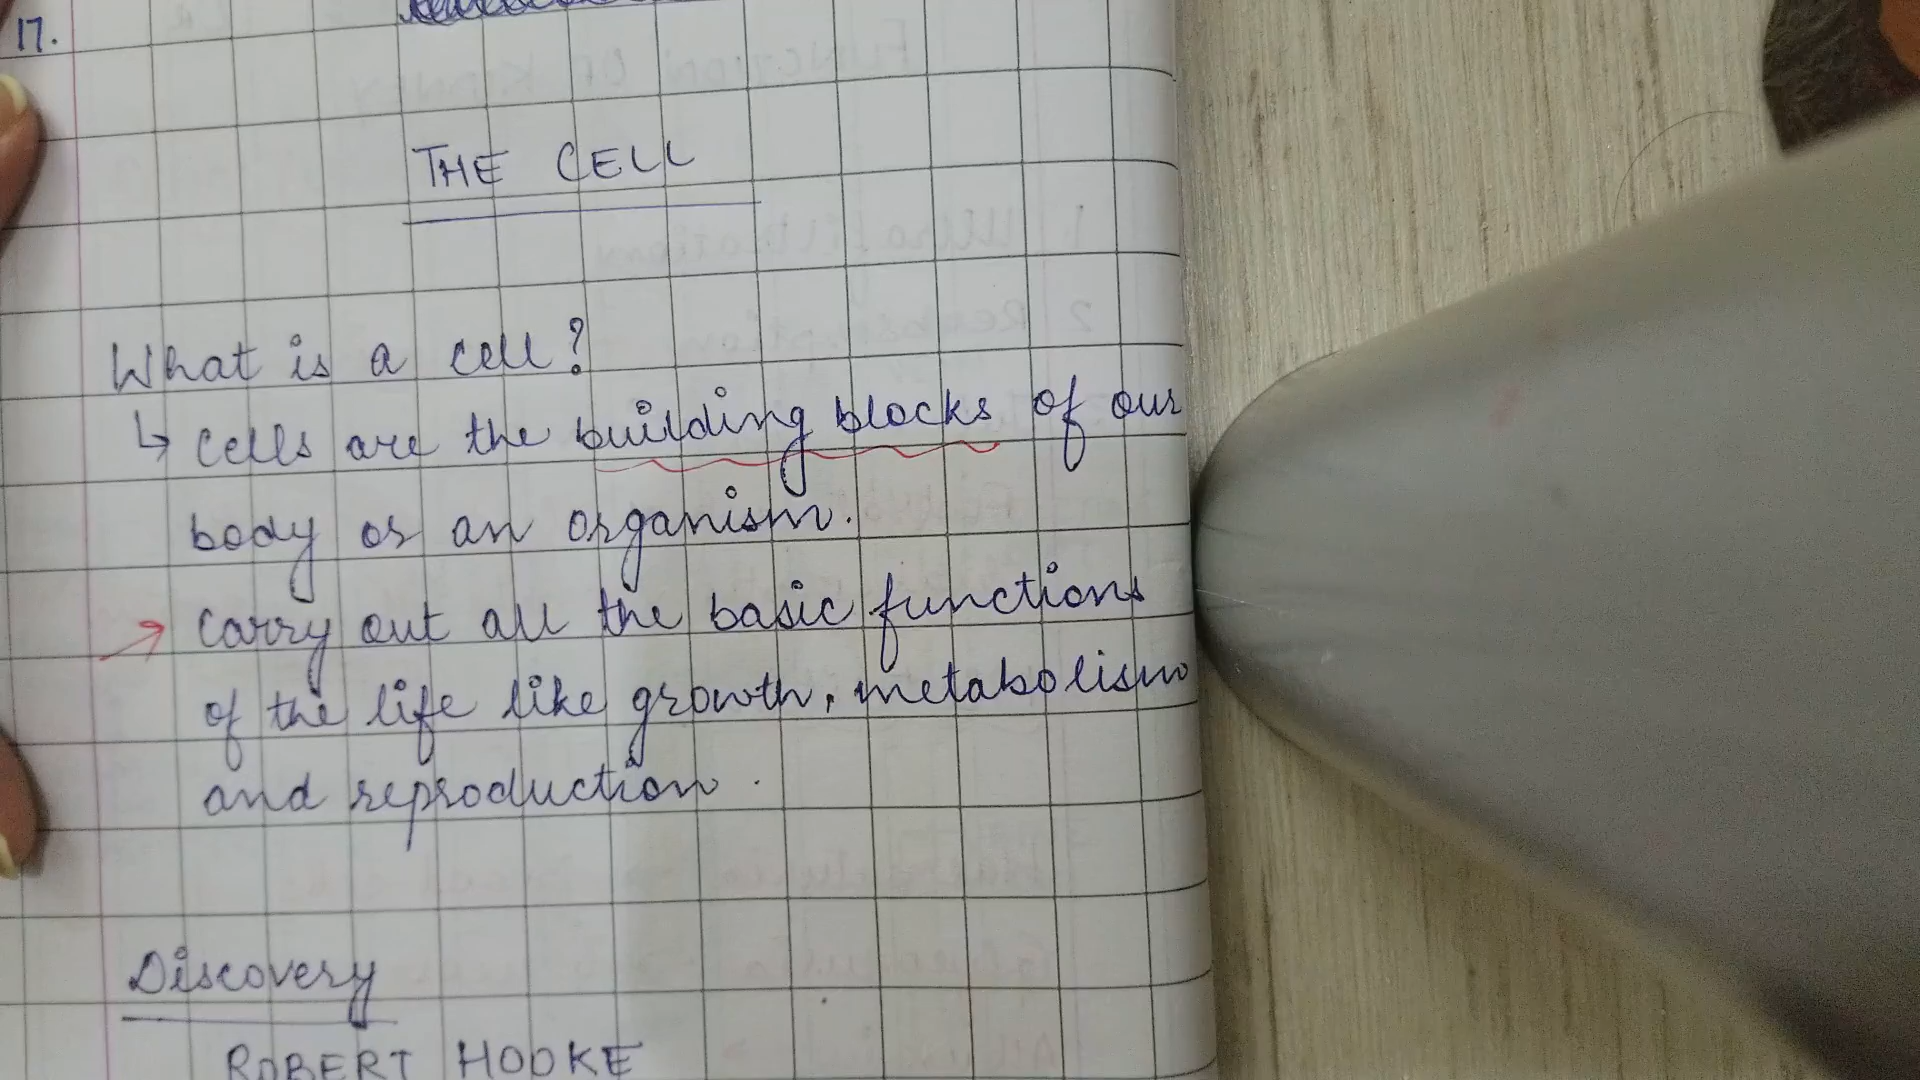 17.
THE CELL
What is a cell?
↳ cells are the building blocks of our
body or an organism.
→ carry out all the basic functions
of the life like growth, metabolism
and reproduction.
Discovery
ROBERT HOOKE